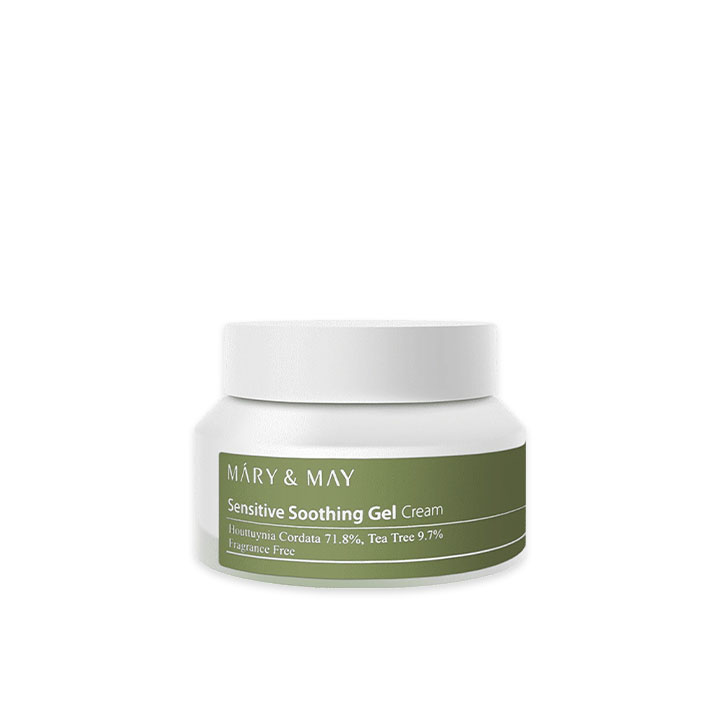 MÁRY & MAY
Sensitive Soothing Gel Cream
Houttuynia Cordata 71.8%, Tea Tree 9.7%
Fragrance Free